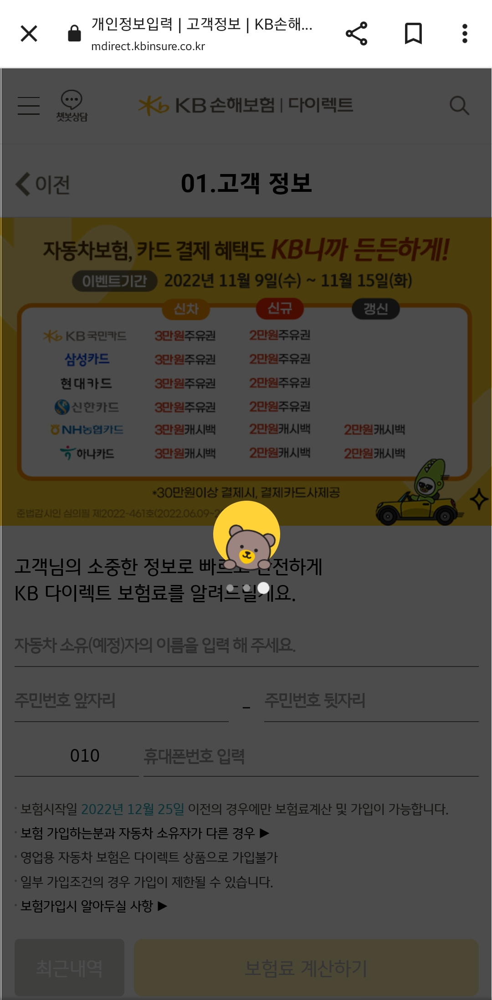 개인정보입력 | 고객정보 | KB손해...
mdirect.kbinsure.co.kr
챗봇상담
KB 손해보험 | 다이렉트
이전
01.고객 정보
자동차보험, 카드 결제 혜택도 KB니까 든든하게!
이벤트기간 2022년 11월 9일(수) ~ 11월 15일(화)
신차 신규 갱신
KB 국민카드 3만원주유권 2만원주유권
삼성카드 3만원주유권 2만원주유권
현대카드 3만원주유권 2만원주유권
신한카드 3만원주유권 2만원주유권
NH농협카드 3만원캐시백 2만원캐시백 2만원캐시백
하나카드 3만원캐시백 2만원캐시백 2만원캐시백
*30만원이상 결제시, 결제카드사제공
준법감시인 심의필 제2022-461호(2022.06.09~2
고객님의 소중한 정보로 빠르고 안전하게
KB 다이렉트 보험료를 알려드릴게요.
자동차 소유(예정)자의 이름을 입력 해 주세요.
주민번호 앞자리 - 주민번호 뒷자리
010 휴대폰번호 입력
· 보험시작일 2022년 12월 25일 이전의 경우에만 보험료계산 및 가입이 가능합니다.
· 보험 가입하는분과 자동차 소유자가 다른 경우 ▶
· 영업용 자동차 보험은 다이렉트 상품으로 가입불가
· 일부 가입조건의 경우 가입이 제한될 수 있습니다.
· 보험가입시 알아두실 사항 ▶
최근내역 보험료 계산하기